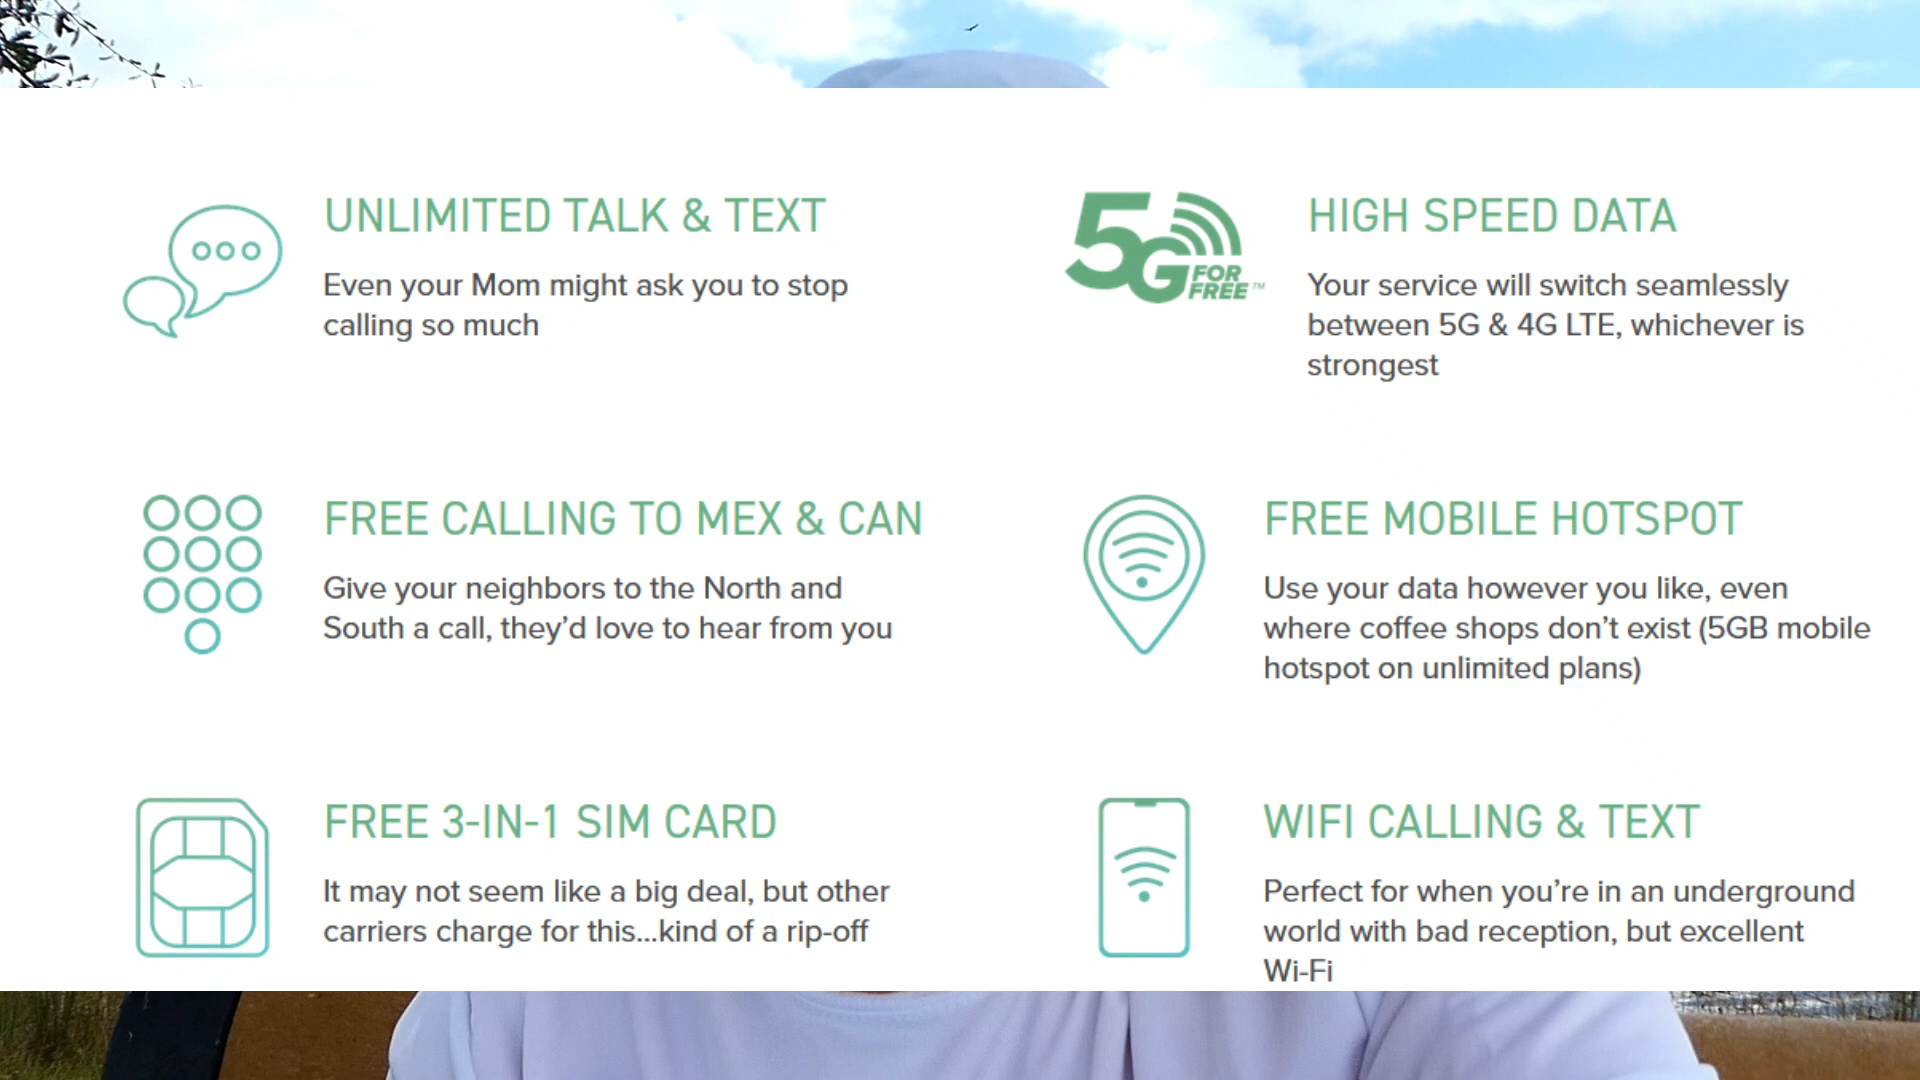 UNLIMITED TALK & TEXT
Even your Mom might ask you to stop
calling so much
5G FOR
FREE™
HIGH SPEED DATA
Your service will switch seamlessly
between 5G & 4G LTE, whichever is
strongest
FREE CALLING TO MEX & CAN
Give your neighbors to the North and
South a call, they’d love to hear from you
FREE MOBILE HOTSPOT
Use your data however you like, even
where coffee shops don’t exist (5GB mobile
hotspot on unlimited plans)
FREE 3-IN-1 SIM CARD
It may not seem like a big deal, but other
carriers charge for this...kind of a rip-off
WIFI CALLING & TEXT
Perfect for when you’re in an underground
world with bad reception, but excellent
Wi-Fi